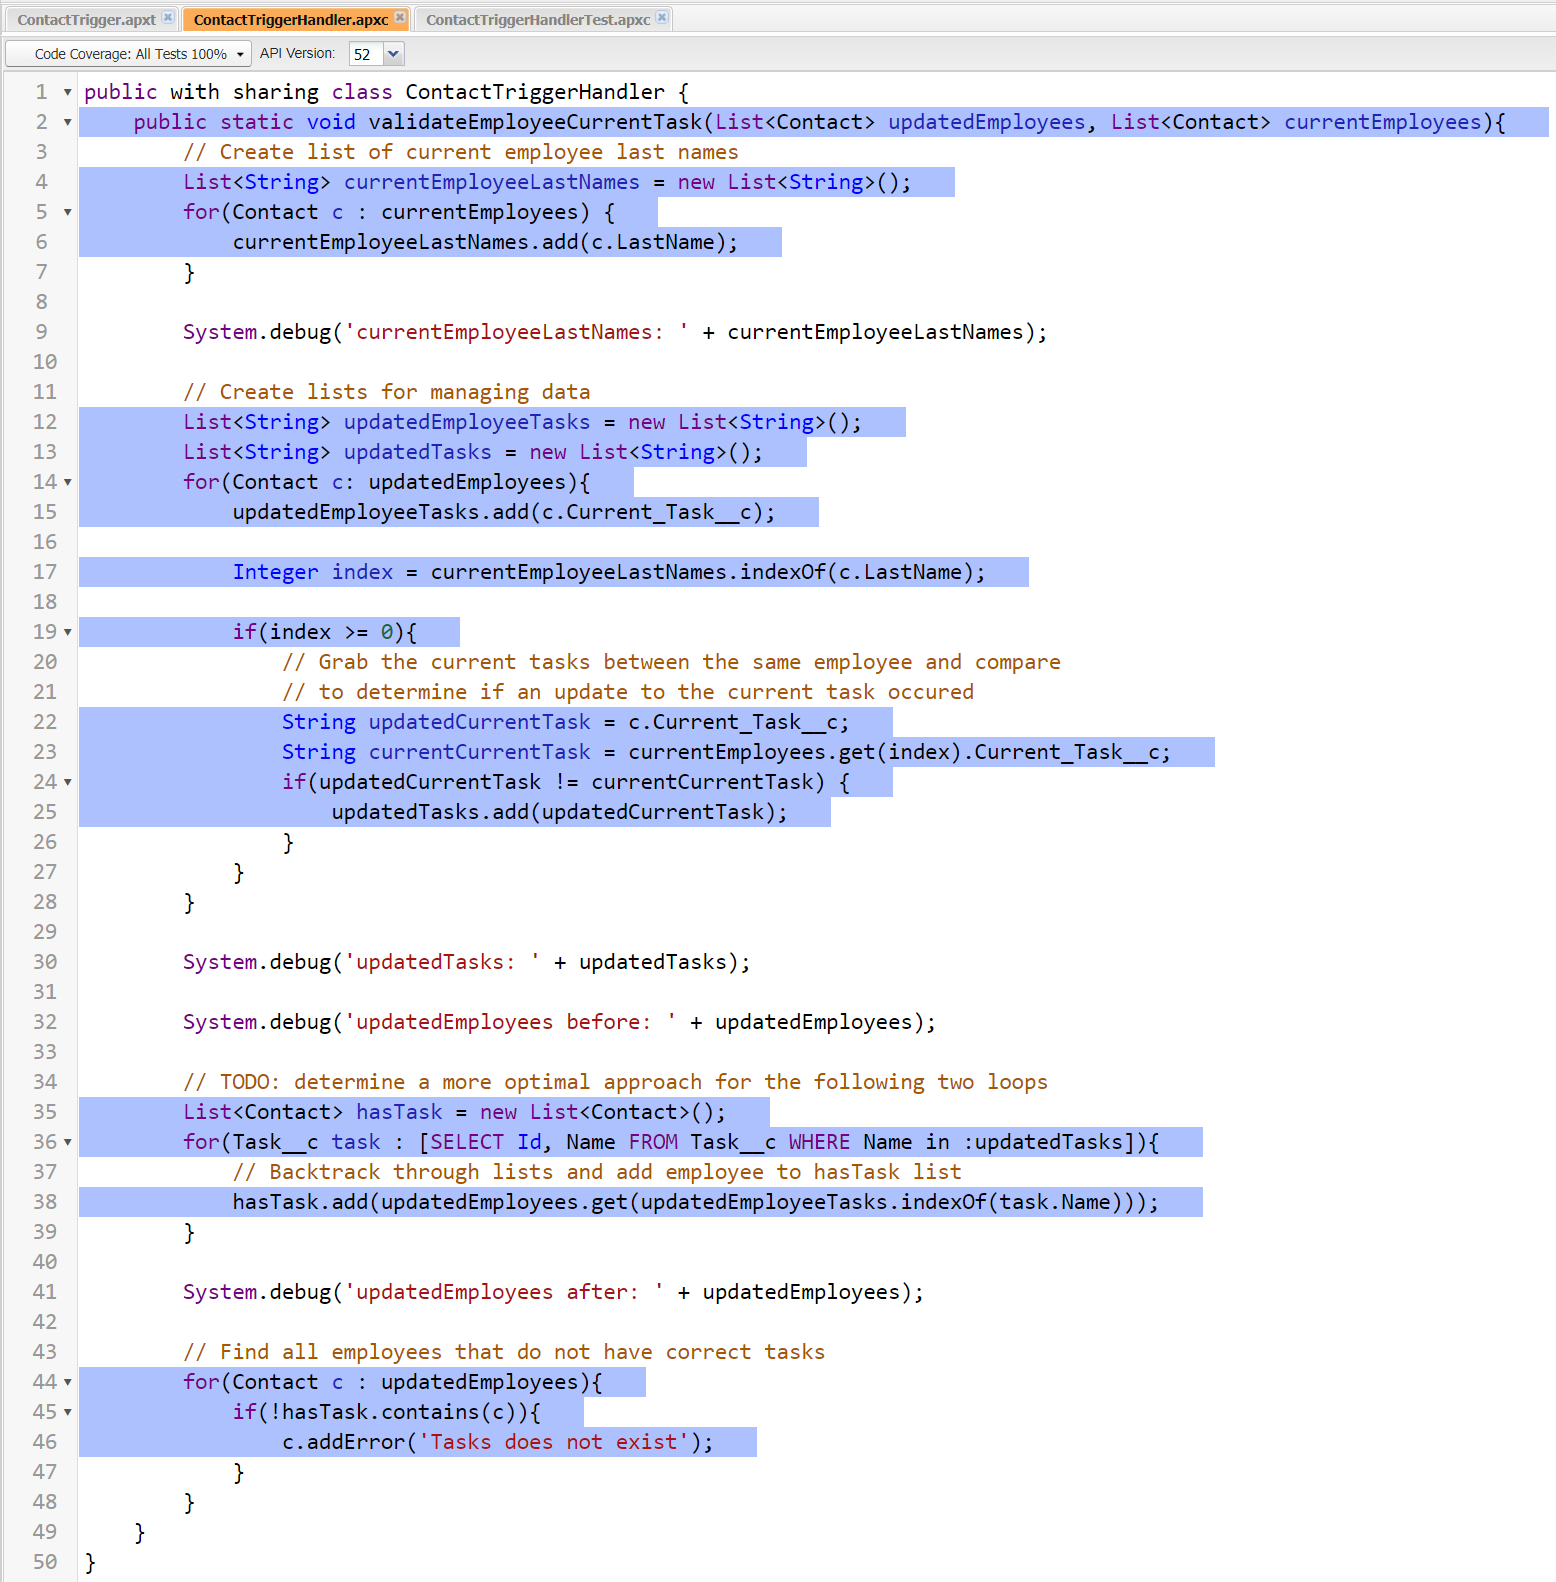 ContactTrigger.apxt ContactTriggerHandler.apxc ContactTriggerHandlerTest.apxc
Code Coverage: All Tests 100% API Version: 52
1 public with sharing class ContactTriggerHandler {
2 public static void validateEmployeeCurrentTask(List<Contact> updatedEmployees, List<Contact> currentEmployees){
3 // Create list of current employee last names
4 List<String> currentEmployeeLastNames = new List<String>();
5 for(Contact c : currentEmployees) {
6 currentEmployeeLastNames.add(c.LastName);
7 }
8
9 System.debug('currentEmployeeLastNames: ' + currentEmployeeLastNames);
10
11 // Create lists for managing data
12 List<String> updatedEmployeeTasks = new List<String>();
13 List<String> updatedTasks = new List<String>();
14 for(Contact c: updatedEmployees){
15 updatedEmployeeTasks.add(c.Current_Task__c);
16
17 Integer index = currentEmployeeLastNames.indexOf(c.LastName);
18
19 if(index >= 0){
20 // Grab the current tasks between the same employee and compare
21 // to determine if an update to the current task occured
22 String updatedCurrentTask = c.Current_Task__c;
23 String currentCurrentTask = currentEmployees.get(index).Current_Task__c;
24 if(updatedCurrentTask != currentCurrentTask) {
25 updatedTasks.add(updatedCurrentTask);
26 }
27 }
28 }
29
30 System.debug('updatedTasks: ' + updatedTasks);
31
32 System.debug('updatedEmployees before: ' + updatedEmployees);
33
34 // TODO: determine a more optimal approach for the following two loops
35 List<Contact> hasTask = new List<Contact>();
36 for(Task__c task : [SELECT Id, Name FROM Task__c WHERE Name in :updatedTasks]){
37 // Backtrack through lists and add employee to hasTask list
38 hasTask.add(updatedEmployees.get(updatedEmployeeTasks.indexOf(task.Name)));
39 }
40
41 System.debug('updatedEmployees after: ' + updatedEmployees);
42
43 // Find all employees that do not have correct tasks
44 for(Contact c : updatedEmployees){
45 if(!hasTask.contains(c)){
46 c.addError('Tasks does not exist');
47 }
48 }
49 }
50 }